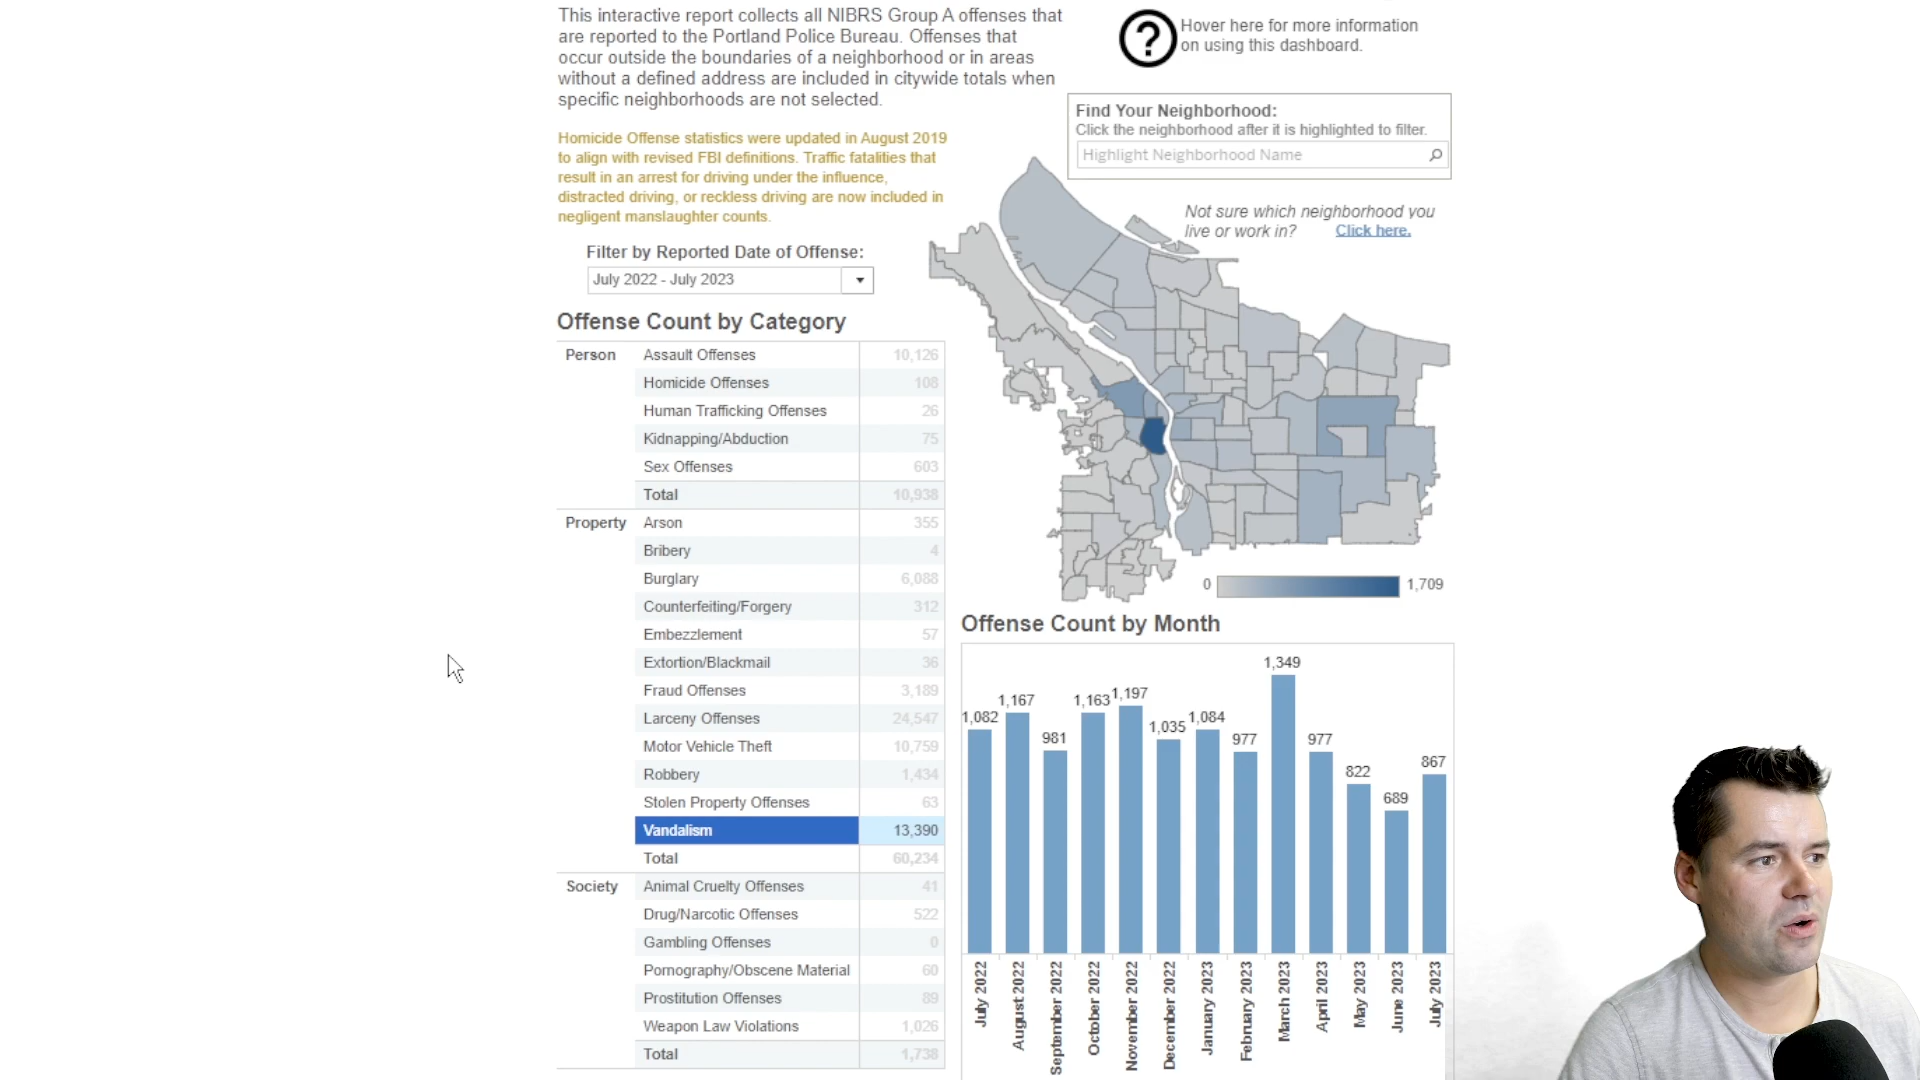 This interactive report collects all NIBRS Group A offenses that
are reported to the Portland Police Bureau. Offenses that
occur outside the boundaries of a neighborhood or in areas
without a defined address are included in citywide totals when
specific neighborhoods are not selected.
?
Hover here for more information
on using this dashboard.
Find Your Neighborhood:
Click the neighborhood after it is highlighted to filter.
Highlight Neighborhood Name
Homicide Offense statistics were updated in August 2019
to align with revised FBI definitions. Traffic fatalities that
result in an arrest for driving under the influence,
distracted driving, or reckless driving are now included in
negligent manslaughter counts.
Not sure which neighborhood you
live or work in? Click here.
Filter by Reported Date of Offense:
July 2022 - July 2023
Offense Count by Category
Person Assault Offenses 10,126
Homicide Offenses 108
Human Trafficking Offenses 26
Kidnapping/Abduction 75
Sex Offenses 603
Total 10,938
Property Arson 355
Bribery 4
Burglary 6,088
Counterfeiting/Forgery 312
Embezzlement 57
Extortion/Blackmail 36
Fraud Offenses 3,189
Larceny Offenses 24,547
Motor Vehicle Theft 10,759
Robbery 1,434
Stolen Property Offenses 63
Vandalism 13,390
Total 60,234
Society Animal Cruelty Offenses 41
Drug/Narcotic Offenses 522
Gambling Offenses 0
Pornography/Obscene Material 60
Prostitution Offenses 89
Weapon Law Violations 1,026
Total 1,738
0 1,709
Offense Count by Month
1,082 1,167 981 1,163 1,197 1,035 1,084 977 1,349 977 822 689 867
July 2022
August 2022
September 2022
October 2022
November 2022
December 2022
January 2023
February 2023
March 2023
April 2023
May 2023
June 2023
July 2023